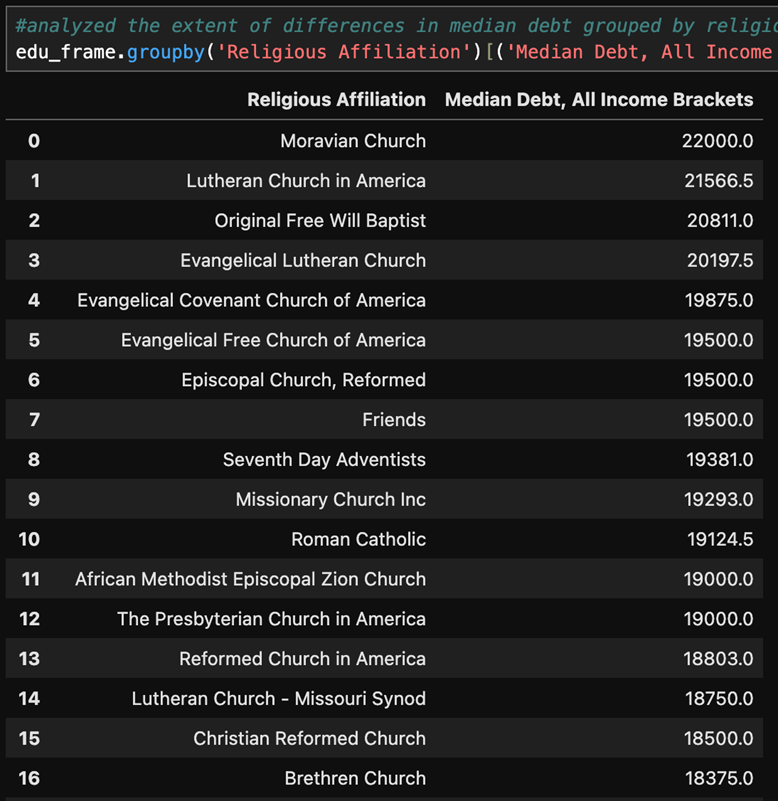 #analyzed the extent of differences in median debt grouped by
edu_frame.groupby('Religious Affiliation')[('Median Debt, All Income
Religious Affiliation Median Debt, All Income Brackets
0 Moravian Church 22000.0
1 Lutheran Church in America 21566.5
2 Original Free Will Baptist 20811.0
3 Evangelical Lutheran Church 20197.5
4 Evangelical Covenant Church of America 19875.0
5 Evangelical Free Church of America 19500.0
6 Episcopal Church, Reformed 19500.0
7 Friends 19500.0
8 Seventh Day Adventists 19381.0
9 Missionary Church Inc 19293.0
10 Roman Catholic 19124.5
11 African Methodist Episcopal Zion Church 19000.0
12 The Presbyterian Church in America 19000.0
13 Reformed Church in America 18803.0
14 Lutheran Church - Missouri Synod 18750.0
15 Christian Reformed Church 18500.0
16 Brethren Church 18375.0